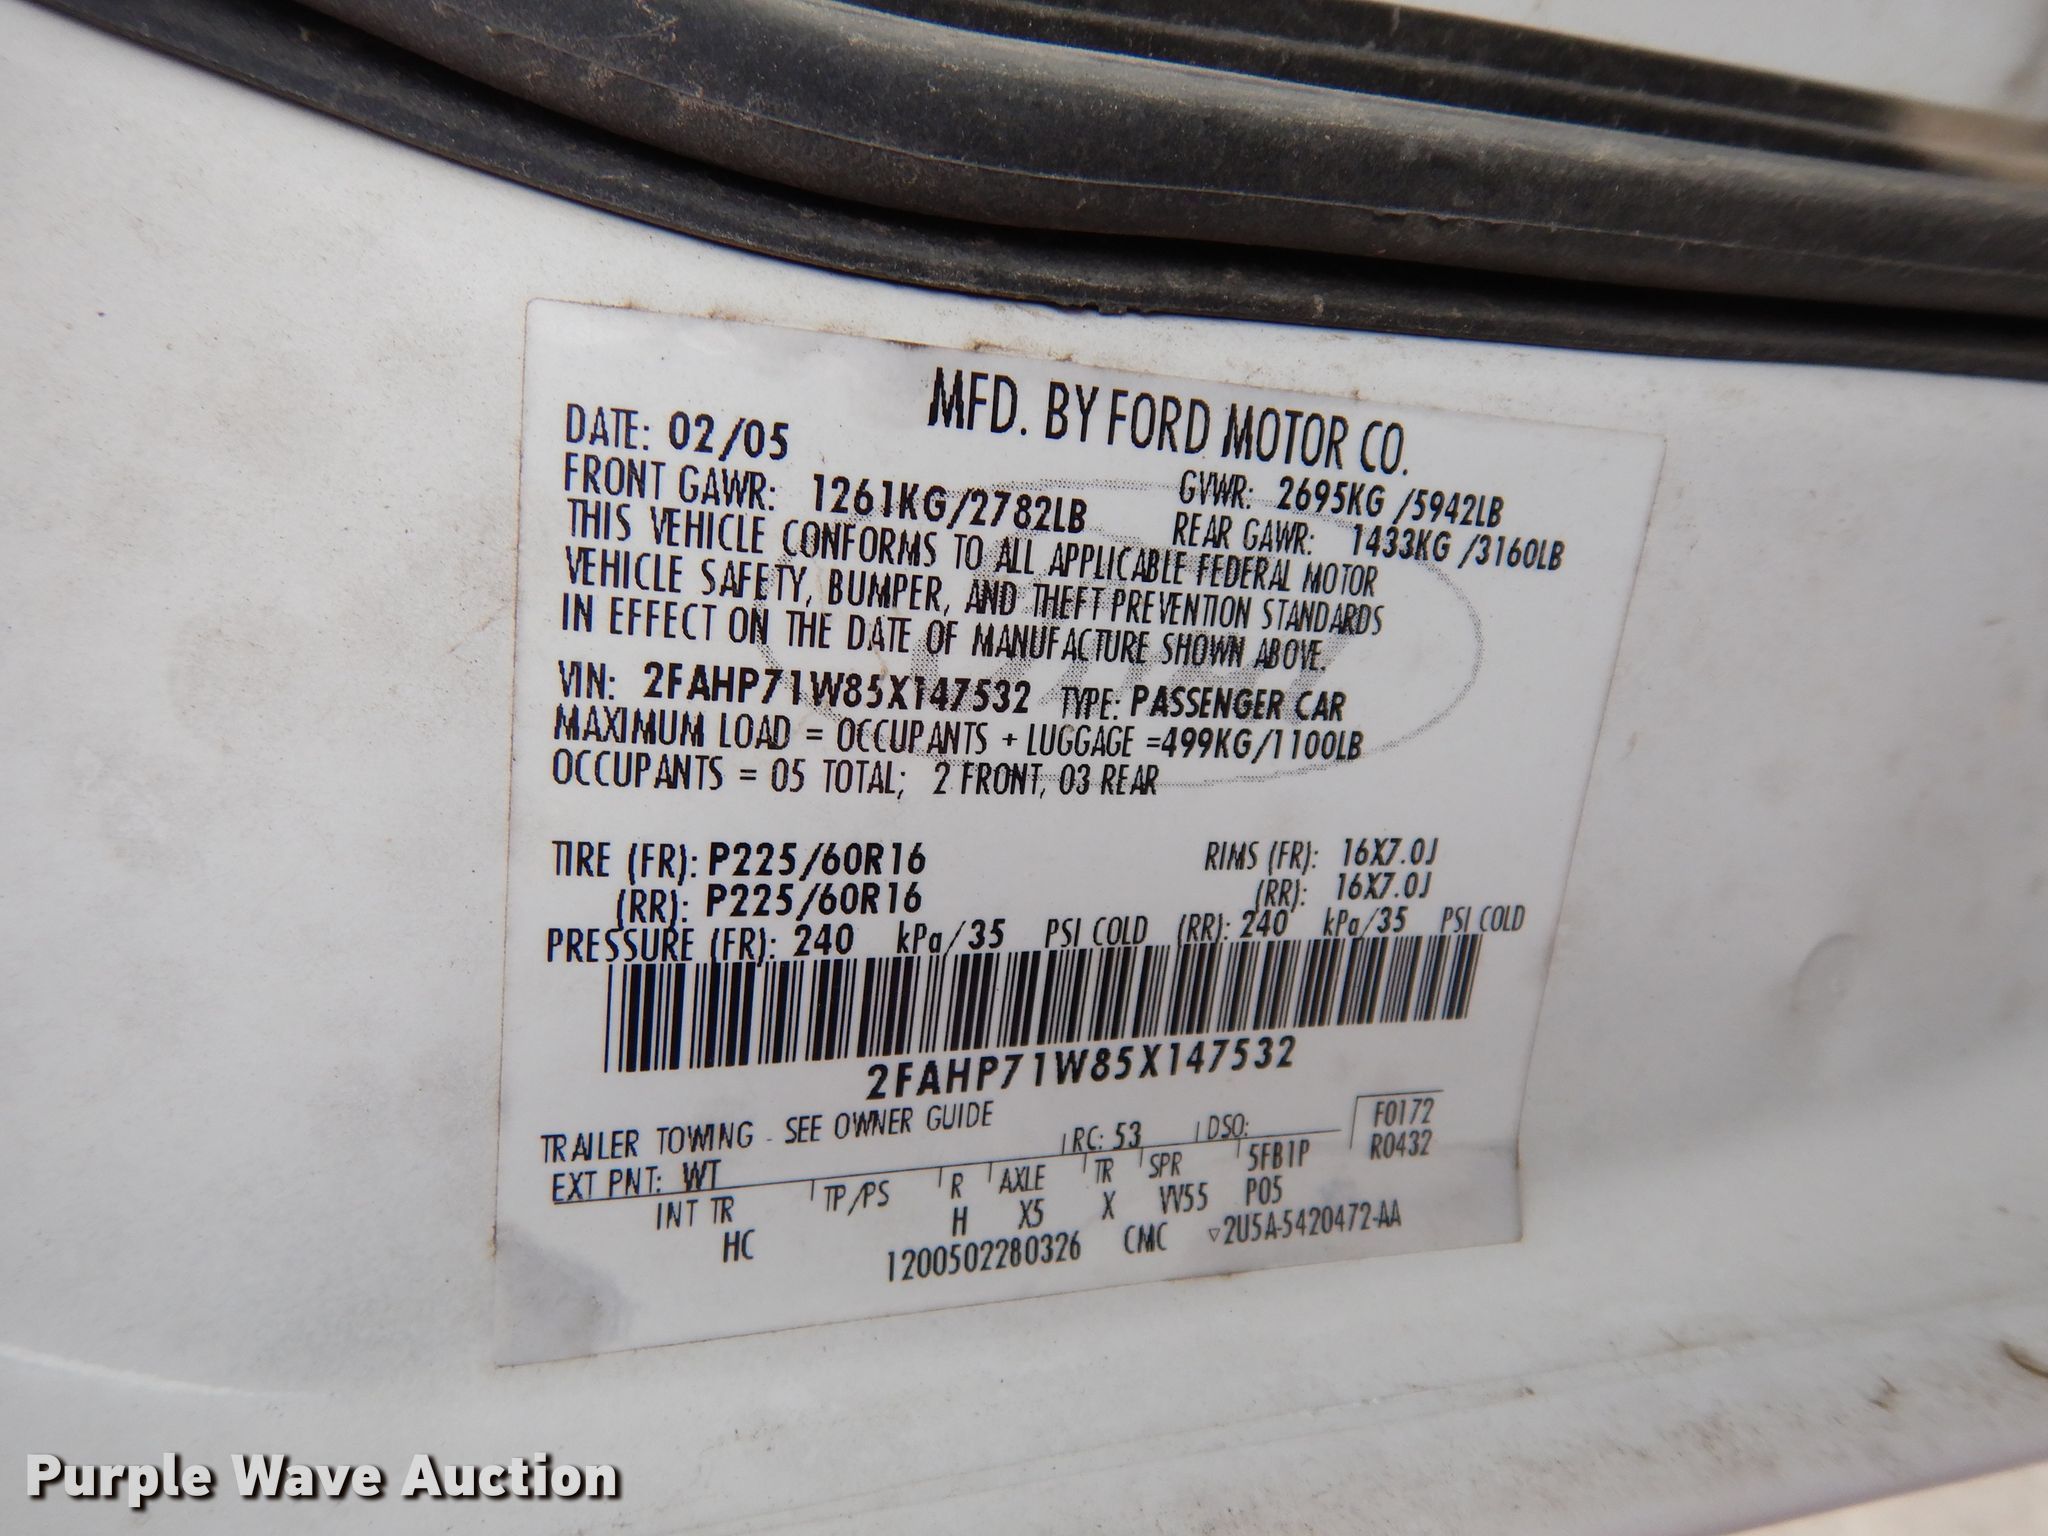 MFD. BY FORD MOTOR CO.
DATE: 02/05
GVWR: 2695KG /5942LB
FRONT GAWR: 1261KG/2782LB
REAR GAWR: 1433KG /3160LB
THIS VEHICLE CONFORMS TO ALL APPLICABLE FEDERAL MOTOR
VEHICLE SAFETY, BUMPER, AND THEFT PREVENTION STANDARDS
IN EFFECT ON THE DATE OF MANUFACTURE SHOWN ABOVE.
VIN: 2FAHP71W85X147532 TYPE: PASSENGER CAR
MAXIMUM LOAD = OCCUPANTS + LUGGAGE =499KG/1100LB
OCCUPANTS = 05 TOTAL; 2 FRONT, 03 REAR
TIRE (FR): P225/60R16 RIMS (FR): 16X7.0J
(RR): P225/60R16 (RR): 16X7.0J
PRESSURE (FR): 240 kPa/35 PSI COLD (RR): 240 kPa/35 PSI COLD
2FAHP71W85X147532
TRAILER TOWING - SEE OWNER GUIDE
RC: 53 DSO: F0172
EXT PNT: WT R0432
INT TR TP/PS R AXLE TR SPR 5FB1P
HC H X5 X VV55 P05
1200502280326 CMC ▽2U5A-5420472-AA
Purple Wave Auction